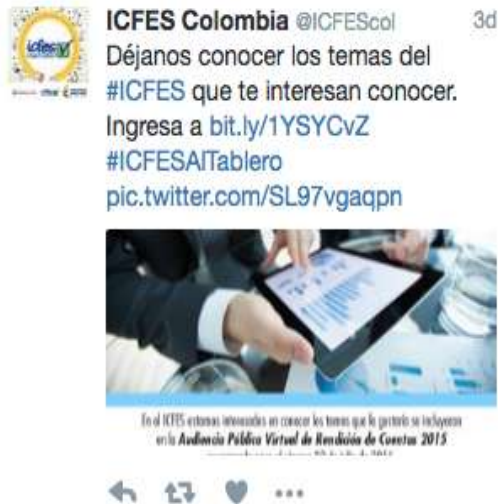 ICFES Colombia @ICFEScol 3d
Déjanos conocer los temas del
#ICFES que te interesan conocer.
Ingresa a bit.ly/1YSYCvZ
#ICFESAlTablero
pic.twitter.com/SL97vgaqpn
icfes
En el ICFES estamos interesados en conocer los temas que le gustaría se incluyeran
en la Audiencia Pública Virtual de Rendición de Cuentas 2015